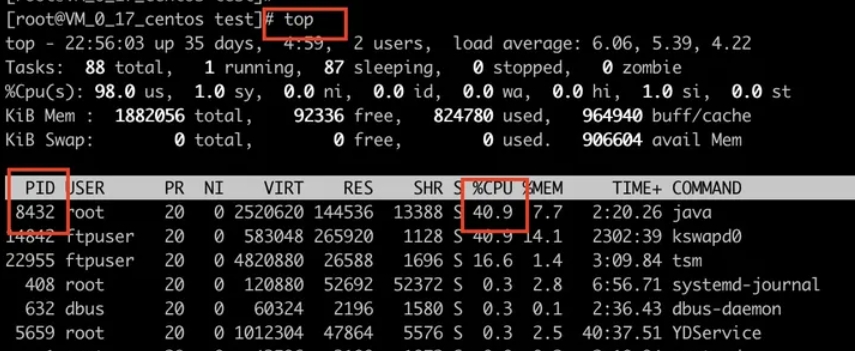 [root@VM_0_17_centos test]#
[root@VM_0_17_centos test]# top
top - 22:56:03 up 35 days,  4:59,  2 users,  load average: 6.06, 5.39, 4.22
Tasks:  88 total,   1 running,  87 sleeping,   0 stopped,   0 zombie
%Cpu(s): 98.0 us,  1.0 sy,  0.0 ni,  0.0 id,  0.0 wa,  0.0 hi,  1.0 si,  0.0 st
KiB Mem :  1882056 total,    92336 free,   824780 used,   964940 buff/cache
KiB Swap:        0 total,        0 free,        0 used.   906604 avail Mem
PID USER      PR  NI    VIRT    RES    SHR S %CPU %MEM     TIME+ COMMAND
8432 root      20   0 2520620 144536  13388 S 40.9  7.7   2:20.26 java
14842 ftpuser   20   0  583048 265920   1128 S 40.9 14.1   2302:39 kswapd0
22955 ftpuser   20   0 4820880  26588   1696 S 16.6  1.4   3:09.84 tsm
408 root      20   0  120880  52692  52372 S  0.3  2.8   6:56.71 systemd-journal
632 dbus      20   0   60324   2196   1580 S  0.3  0.1   2:36.43 dbus-daemon
5659 root      20   0 1012304  47864   5576 S  0.3  2.5  40:37.51 YDService